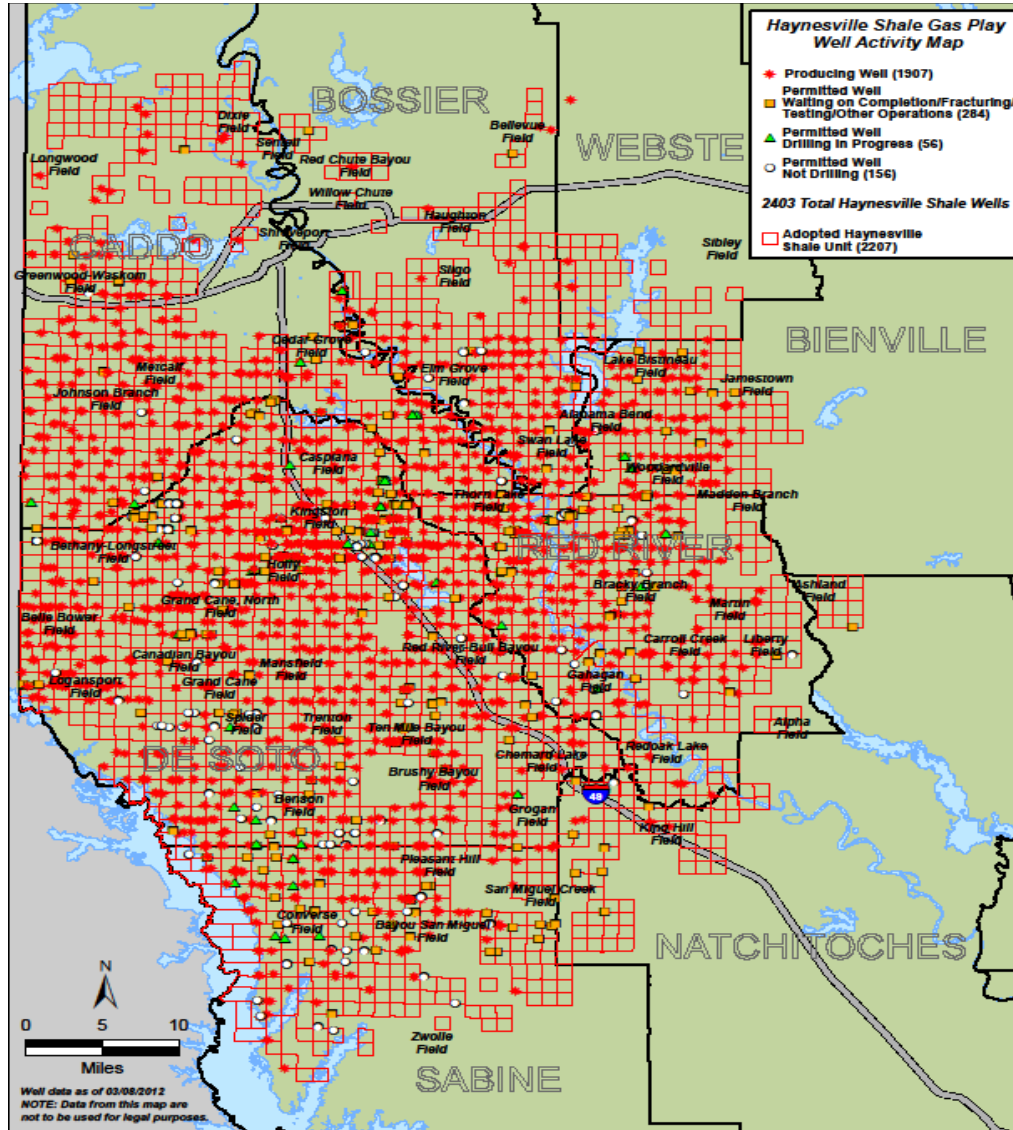 Haynesville Shale Gas Play
Well Activity Map
Producing Well (1907)
Permitted Well
Waiting on Completion/Fracturing/
Testing/Other Operations (284)
Permitted Well
Drilling In Progress (56)
Permitted Well
Not Drilling (156)
2403 Total Haynesville Shale Wells
Adopted Haynesville
Shale Unit (2207)
BOSSIER
WEBSTE
Dixie
Field
Sentell
Field
Bellevue
Field
Longwood
Field
Red Chute Bayou
Field
Willow Chute
Field
Haughton
Field
Shreveport
Field
CADDO
Sibley
Field
Greenwood-Waskom
Field
Sligo
Field
BIENVILLE
Cedar Grove
Field
Elm Grove
Field
Lake Bistineau
Field
Metcalf
Field
Jamestown
Field
Johnson Branch
Field
Alabama Bend
Field
Swan Lake
Field
Caspiana
Field
Woodardville
Field
Thorn Lake
Field
Madden Branch
Field
Kingston
Field
RED RIVER
Bethany-Longstreet
Field
Holly
Field
Bracky Branch
Field
Ashland
Field
Grand Cane, North
Field
Martin
Field
Belle Bower
Field
Carroll Creek
Field
Liberty
Field
Red River-Bull Bayou
Field
Canadian Bayou
Field
Mansfield
Field
Gahagan
Field
Logansport
Field
Grand Cane
Field
Spider
Field
Trenton
Field
Ten Mile Bayou
Field
Alpha
Field
DE SOTO
Chemard Lake
Field
Redoak Lake
Field
Brushy Bayou
Field
49
Benson
Field
Grogan
Field
King Hill
Field
Pleasant Hill
Field
San Miguel Creek
Field
Converse
Field
Bayou San Miguel
Field
NATCHITOCHES
N
0 5 10
Miles
Zwolle
Field
SABINE
Well data as of 03/08/2012
NOTE: Data from this map are
not to be used for legal purposes.